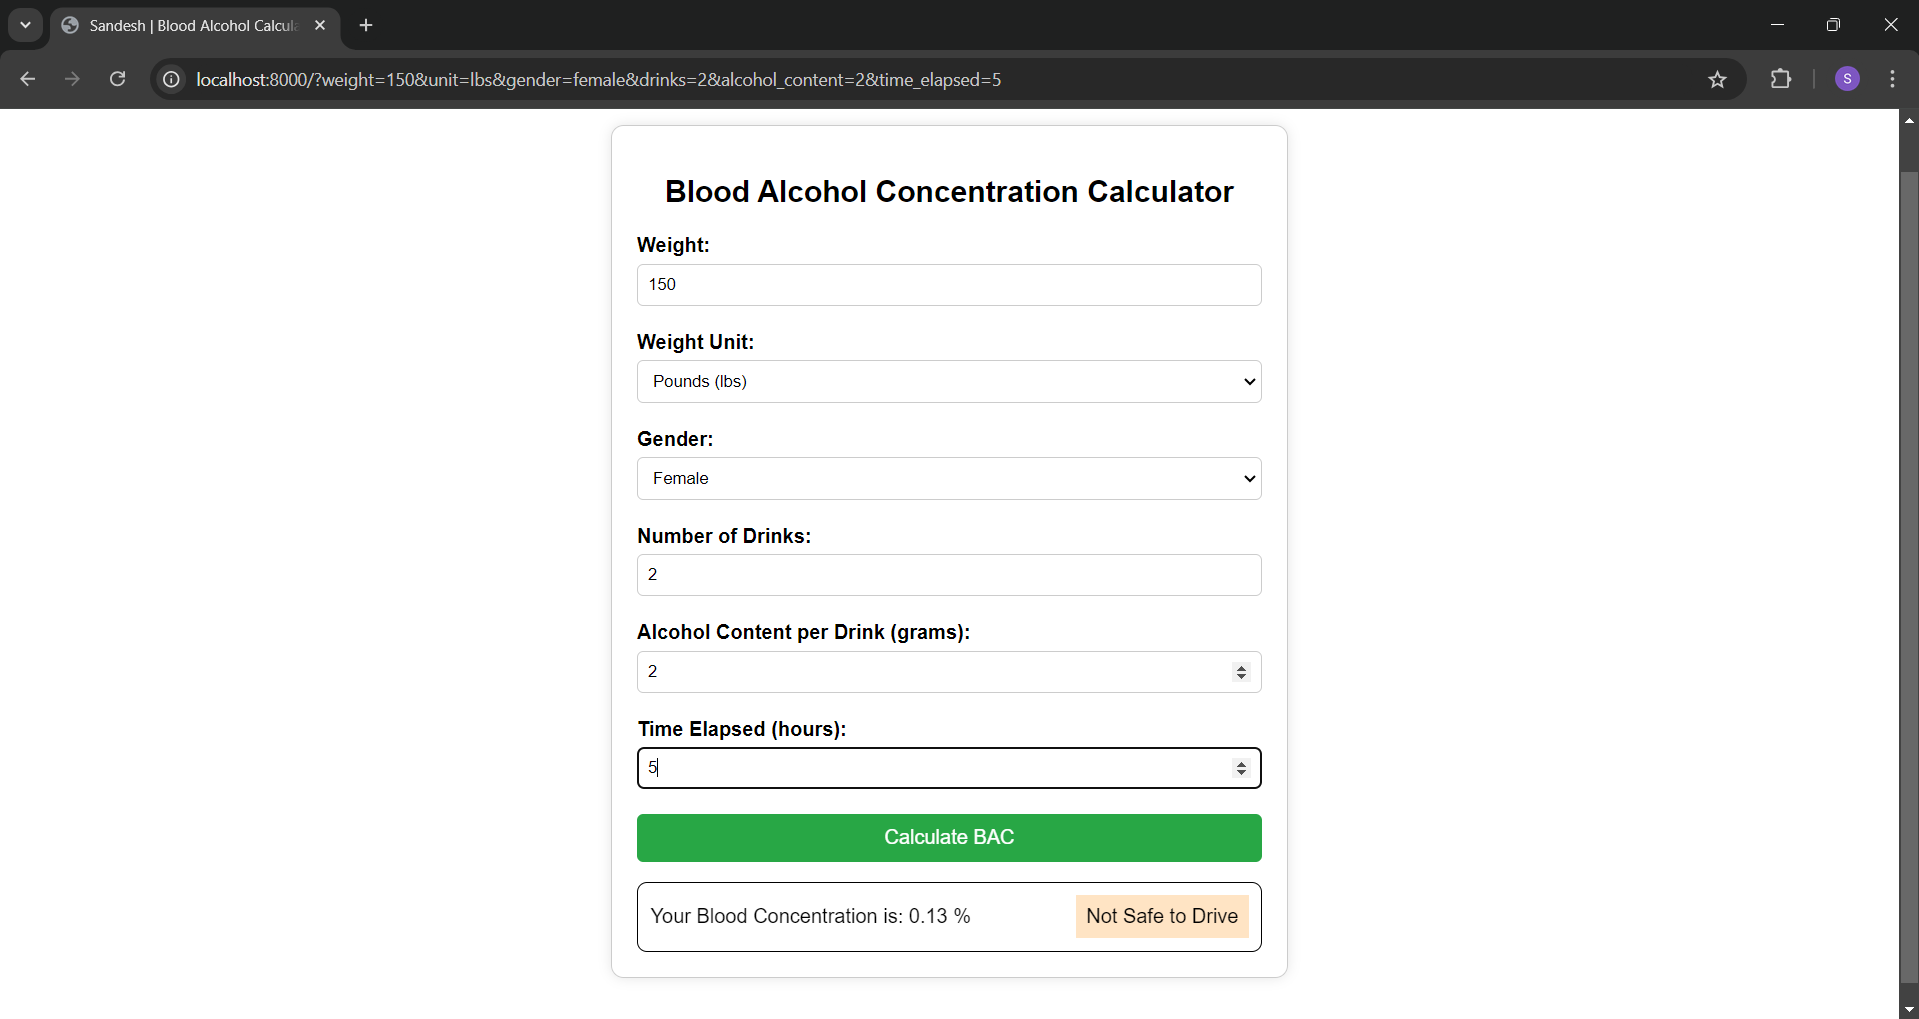 Sandesh | Blood Alcohol Calcula
localhost:8000/?weight=150&unit=lbs&gender=female&drinks=2&alcohol_content=2&time_elapsed=5
S
Blood Alcohol Concentration Calculator
Weight:
150
Weight Unit:
Pounds (lbs)
Gender:
Female
Number of Drinks:
2
Alcohol Content per Drink (grams):
2
Time Elapsed (hours):
5
Calculate BAC
Your Blood Concentration is: 0.13 % Not Safe to Drive